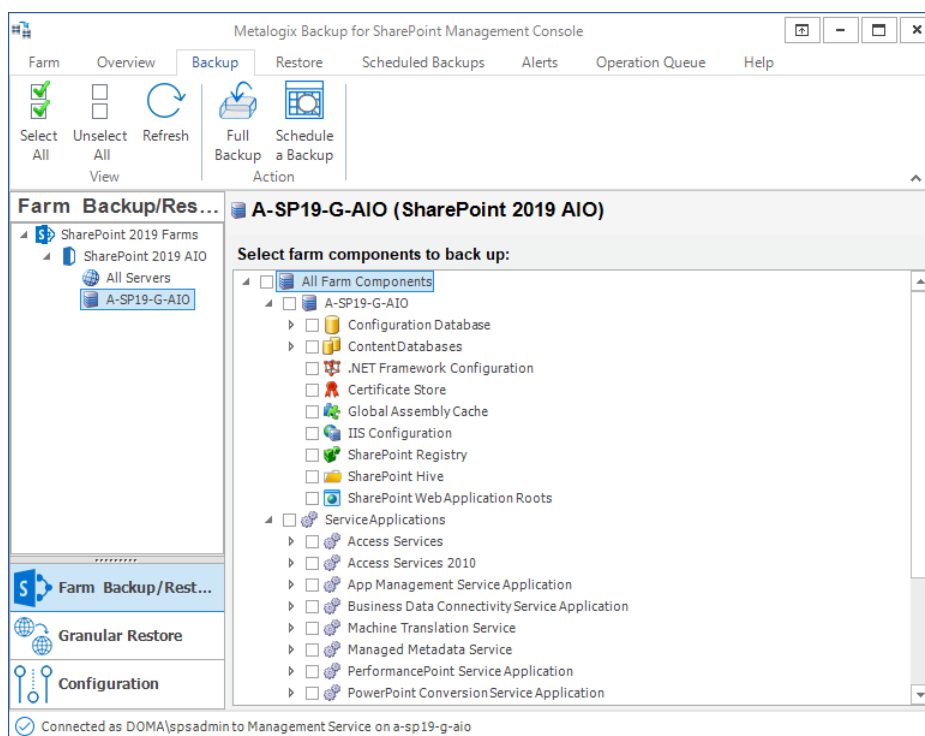 Metalogix Backup for SharePoint Management Console
Farm Overview Backup Restore Scheduled Backups Alerts Operation Queue Help
Select All
Unselect All
Refresh
Full Backup
Schedule a Backup
View
Action
Farm Backup/Res...
SharePoint 2019 Farms
SharePoint 2019 AIO
All Servers
A-SP19-G-AIO
A-SP19-G-AIO (SharePoint 2019 AIO)
Select farm components to back up:
All Farm Components
A-SP19-G-AIO
Configuration Database
Content Databases
.NET Framework Configuration
Certificate Store
Global Assembly Cache
IIS Configuration
SharePoint Registry
SharePoint Hive
SharePoint Web Application Roots
Service Applications
Access Services
Access Services 2010
App Management Service Application
Business Data Connectivity Service Application
Machine Translation Service
Managed Metadata Service
PerformancePoint Service Application
PowerPoint Conversion Service Application
Farm Backup/Rest...
Granular Restore
Configuration
Connected as DOMA\spsadmin to Management Service on a-sp19-g-aio